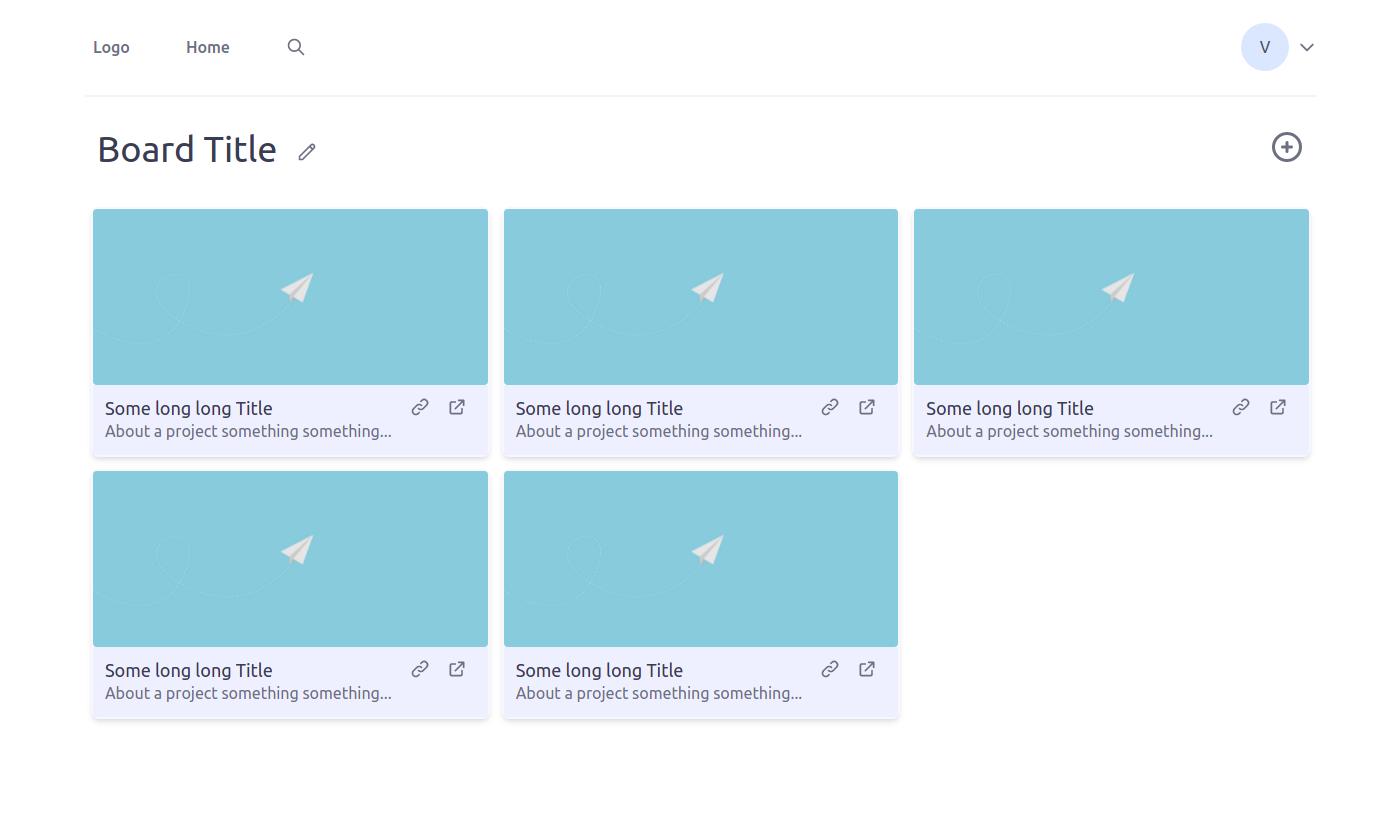 Logo Home V
Board Title
Some long long Title Some long long Title Some long long Title
About a project something something... About a project something something... About a project something something...
Some long long Title Some long long Title
About a project something something... About a project something something...